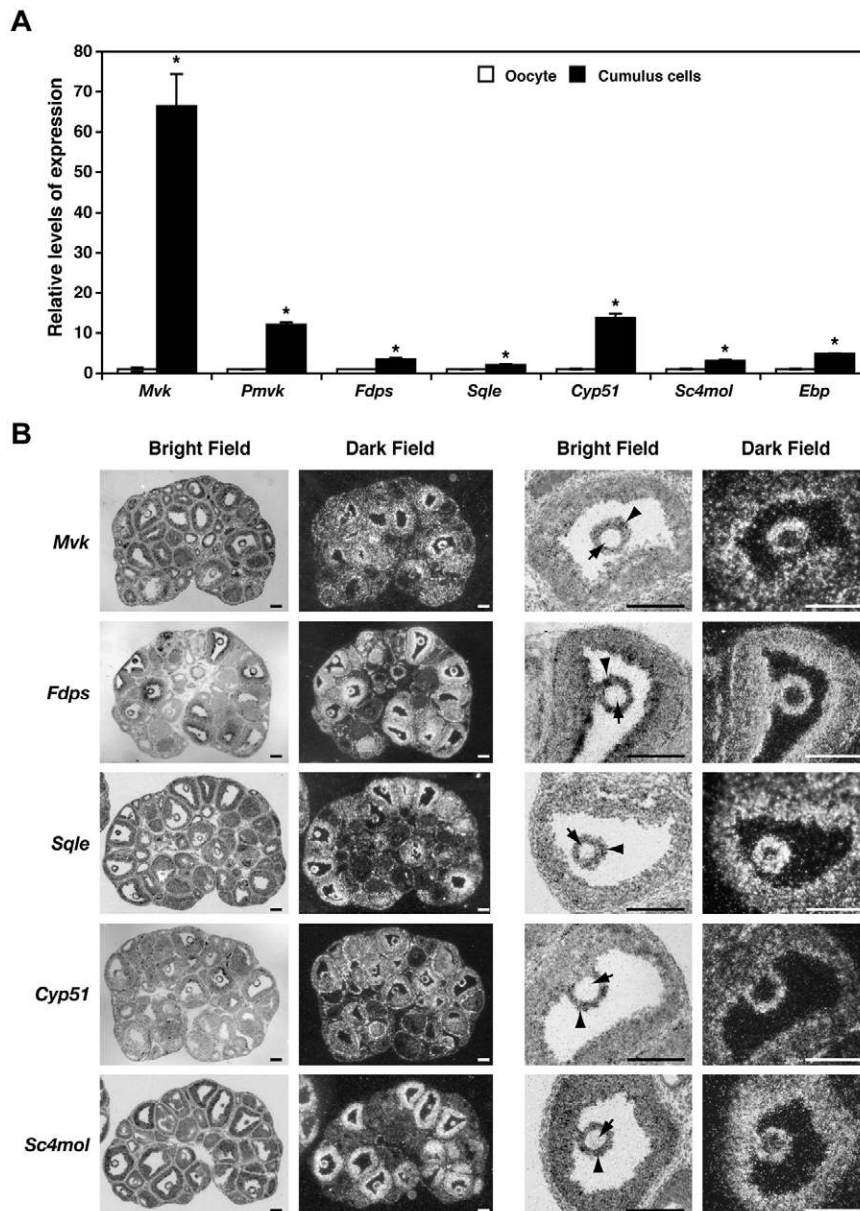 A
Relative levels of expression
80
70
60
50
40
30
20
10
0
Oocyte Cumulus cells
*
*
*
*
*
*
*
Mvk Pmvk Fdps Sqle Cyp51 Sc4mol Ebp
B
Bright Field Dark Field Bright Field Dark Field
Mvk
Fdps
Sqle
Cyp51
Sc4mol